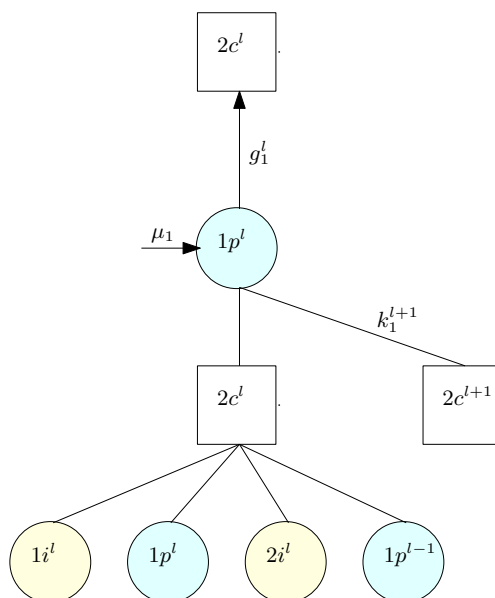 2c^l
g_1^l
μ_1
1p^l
k_1^{l+1}
2c^l
2c^{l+1}
1i^l
1p^l
2i^l
1p^{l-1}